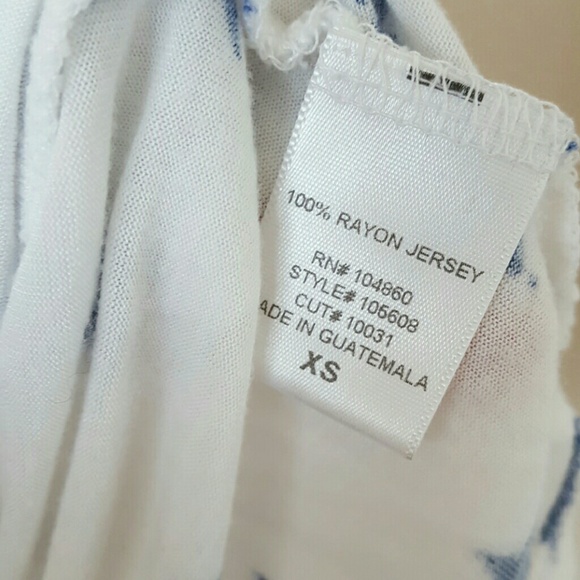 100% RAYON JERSEY
RN# 104860
STYLE# 105608
CUT# 10031
ADE IN GUATEMALA
XS